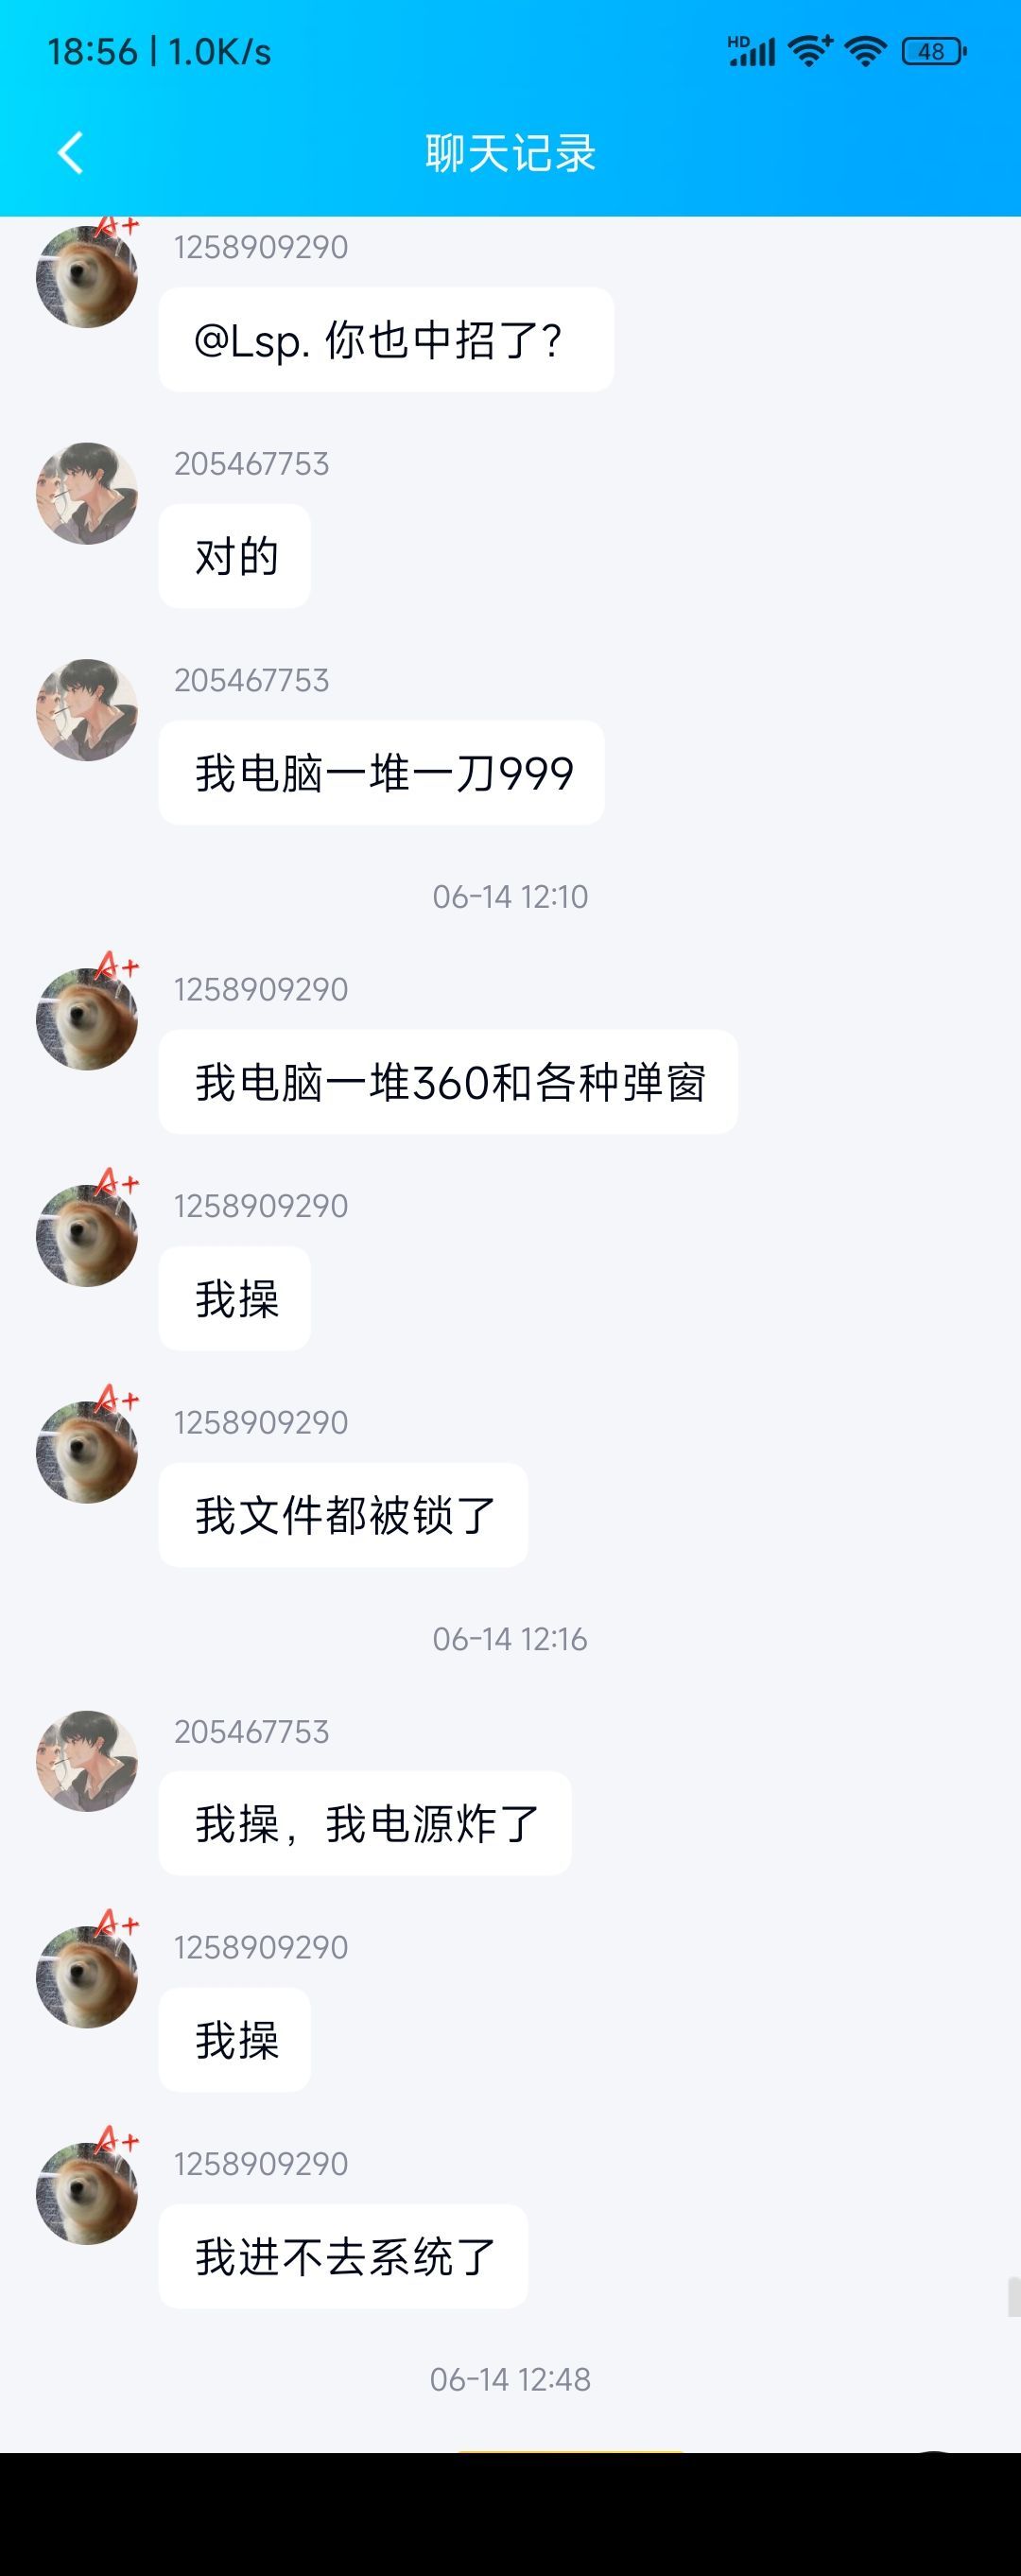 18:56 | 1.0K/s
HD
48
聊天记录
A+
1258909290
@Lsp. 你也中招了？
205467753
对的
205467753
我电脑一堆一刀999
06-14 12:10
A+
1258909290
我电脑一堆360和各种弹窗
A+
1258909290
我操
A+
1258909290
我文件都被锁了
06-14 12:16
205467753
我操，我电源炸了
A+
1258909290
我操
A+
1258909290
我进不去系统了
06-14 12:48